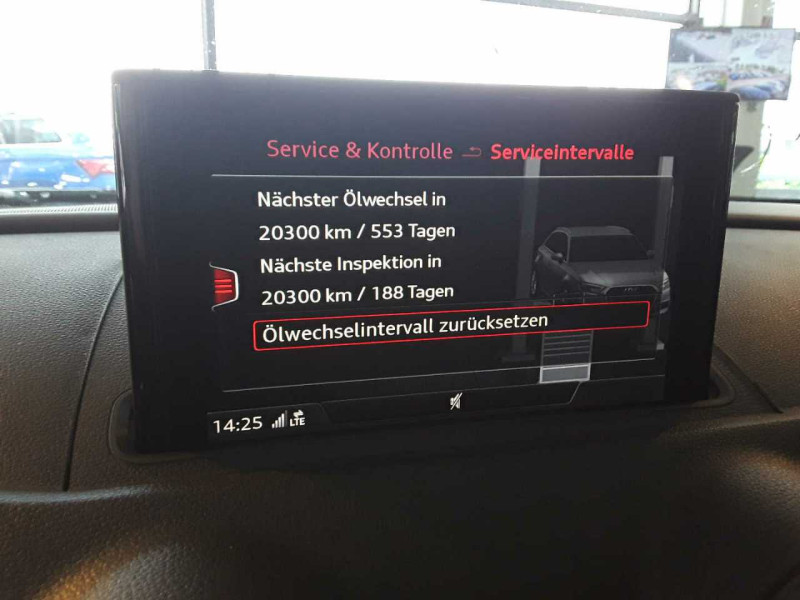 Service & Kontrolle Serviceintervalle
Nächster Ölwechsel in
20300 km / 553 Tagen
Nächste Inspektion in
20300 km / 188 Tagen
Ölwechselintervall zurücksetzen
14:25 LTE